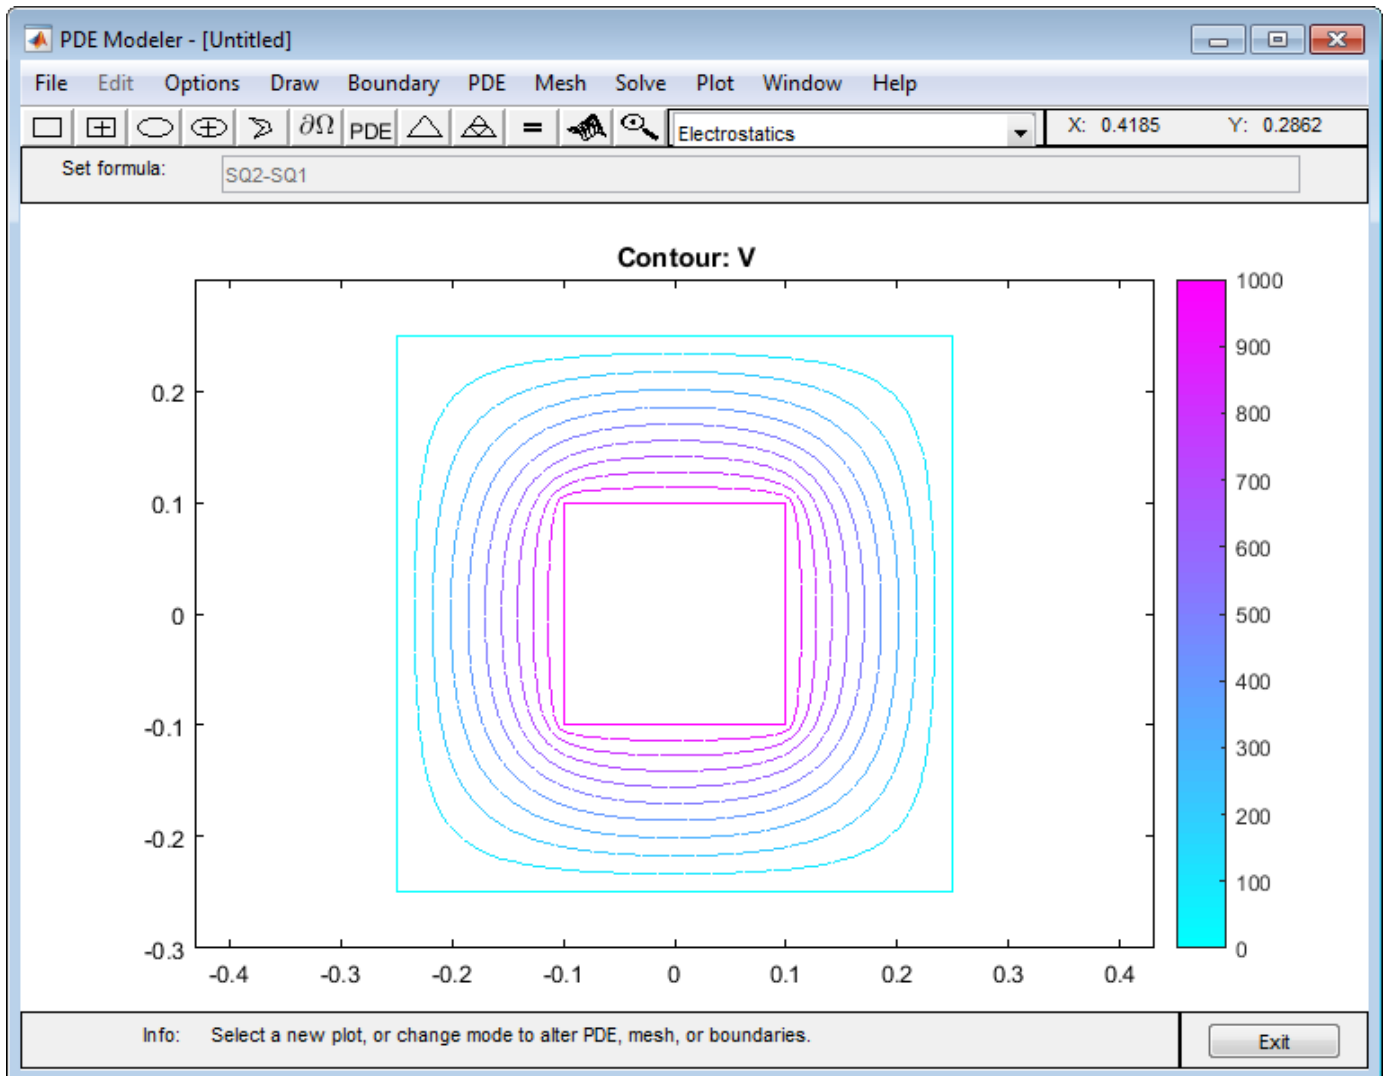 PDE Modeler - [Untitled]
File Edit Options Draw Boundary PDE Mesh Solve Plot Window Help
∂Ω PDE = Electrostatics X: 0.4185 Y: 0.2862
Set formula: SQ2-SQ1
Contour: V
1000
900
0.2 800
700
0.1
600
0 500
400
-0.1
300
-0.2 200
100
-0.3 0
-0.4 -0.3 -0.2 -0.1 0 0.1 0.2 0.3 0.4
Info: Select a new plot, or change mode to alter PDE, mesh, or boundaries. Exit